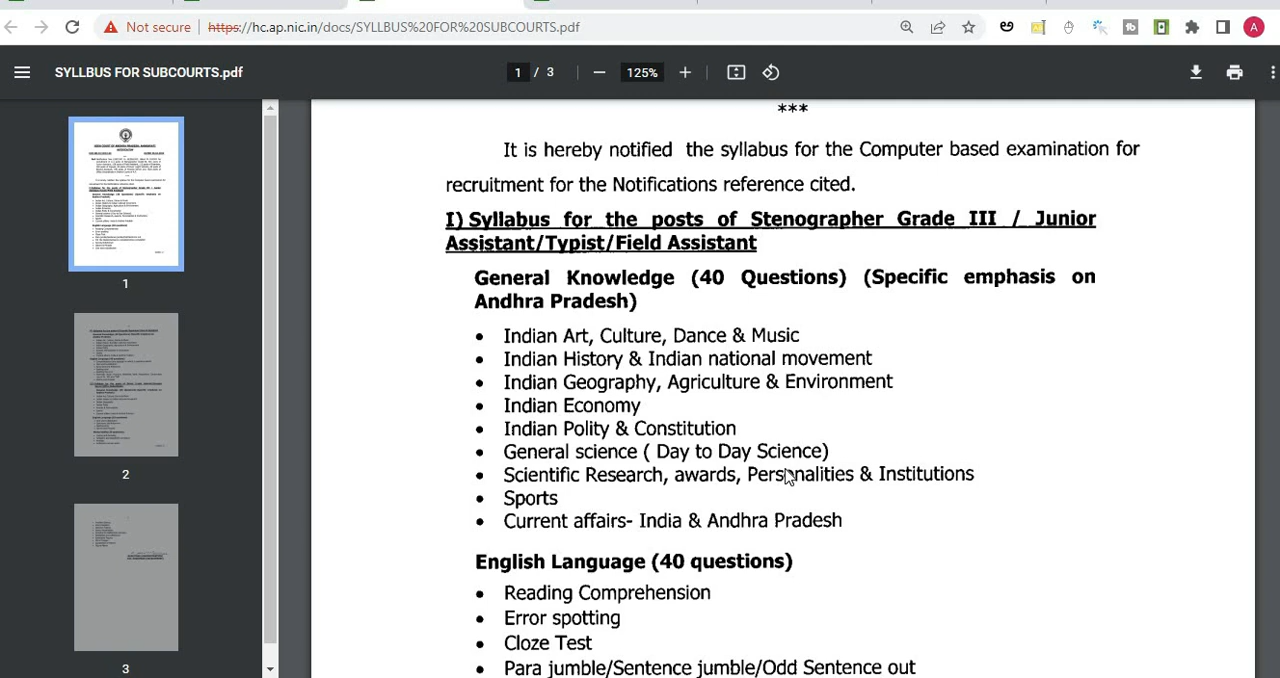 Not secure https://hc.ap.nic.in/docs/SYLLBUS%20FOR%20SUBCOURTS.pdf A
SYLLBUS FOR SUBCOURTS.pdf 1 / 3 125%
1
2
3
***
It is hereby notified the syllabus for the Computer based examination for
recruitment for the Notifications reference cited.
I) Syllabus for the posts of Stenographer Grade III / Junior
Assistant/Typist/Field Assistant
General Knowledge (40 Questions) (Specific emphasis on
Andhra Pradesh)
• Indian Art, Culture, Dance & Music
• Indian History & Indian national movement
• Indian Geography, Agriculture & Environment
• Indian Economy
• Indian Polity & Constitution
• General science ( Day to Day Science)
• Scientific Research, awards, Personalities & Institutions
• Sports
• Current affairs- India & Andhra Pradesh
English Language (40 questions)
• Reading Comprehension
• Error spotting
• Cloze Test
• Para jumble/Sentence jumble/Odd Sentence out